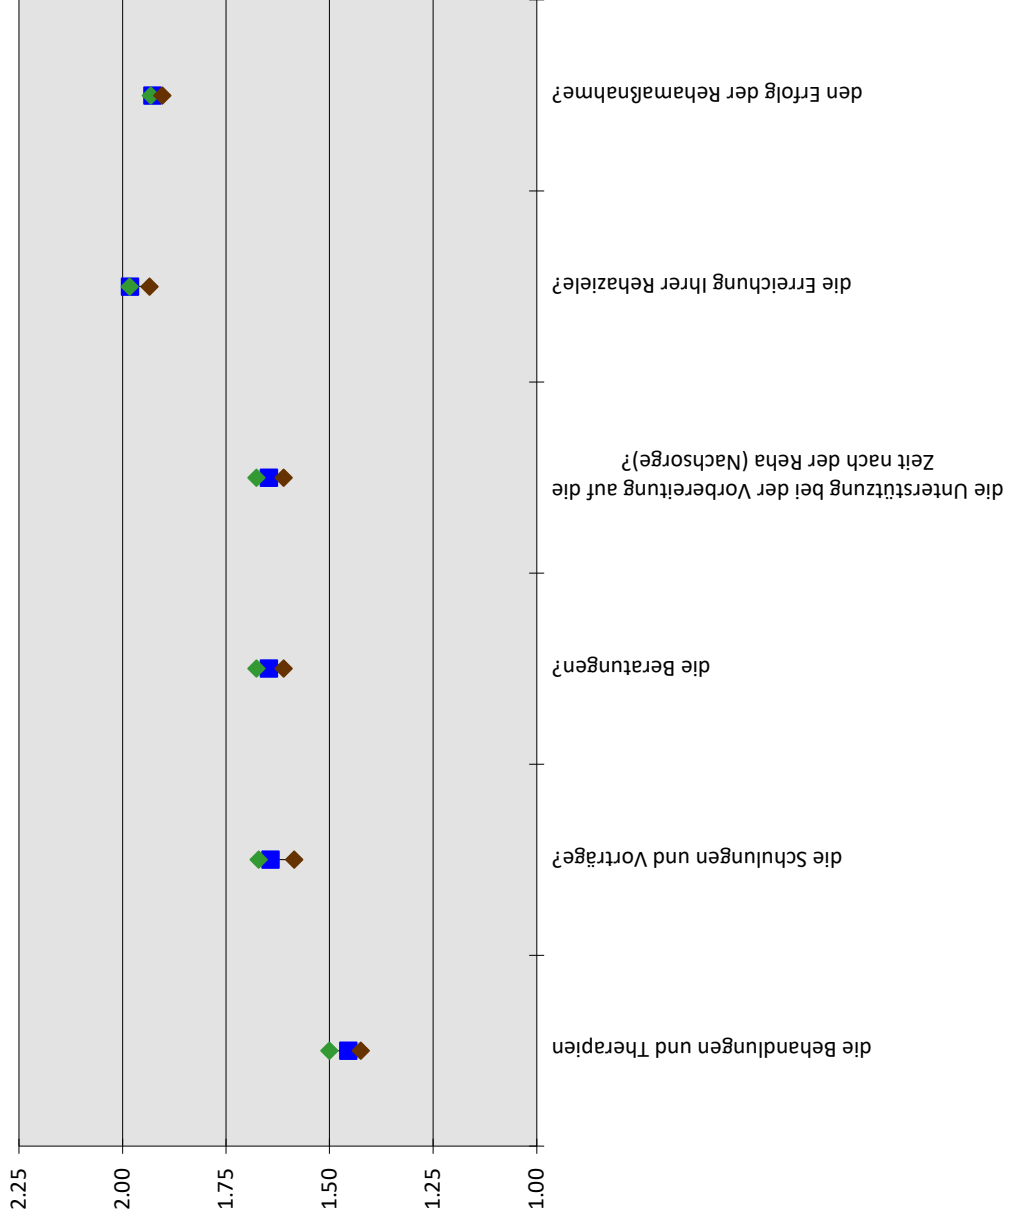 1.00
1.25
1.50
1.75
2.00
2.25
die Behandlungen und Therapien
die Schulungen und Vorträge?
die Beratungen?
die Unterstützung bei der Vorbereitung auf die
Zeit nach der Reha (Nachsorge)?
die Erreichung Ihrer Rehaziele?
den Erfolg der Rehamaßnahme?